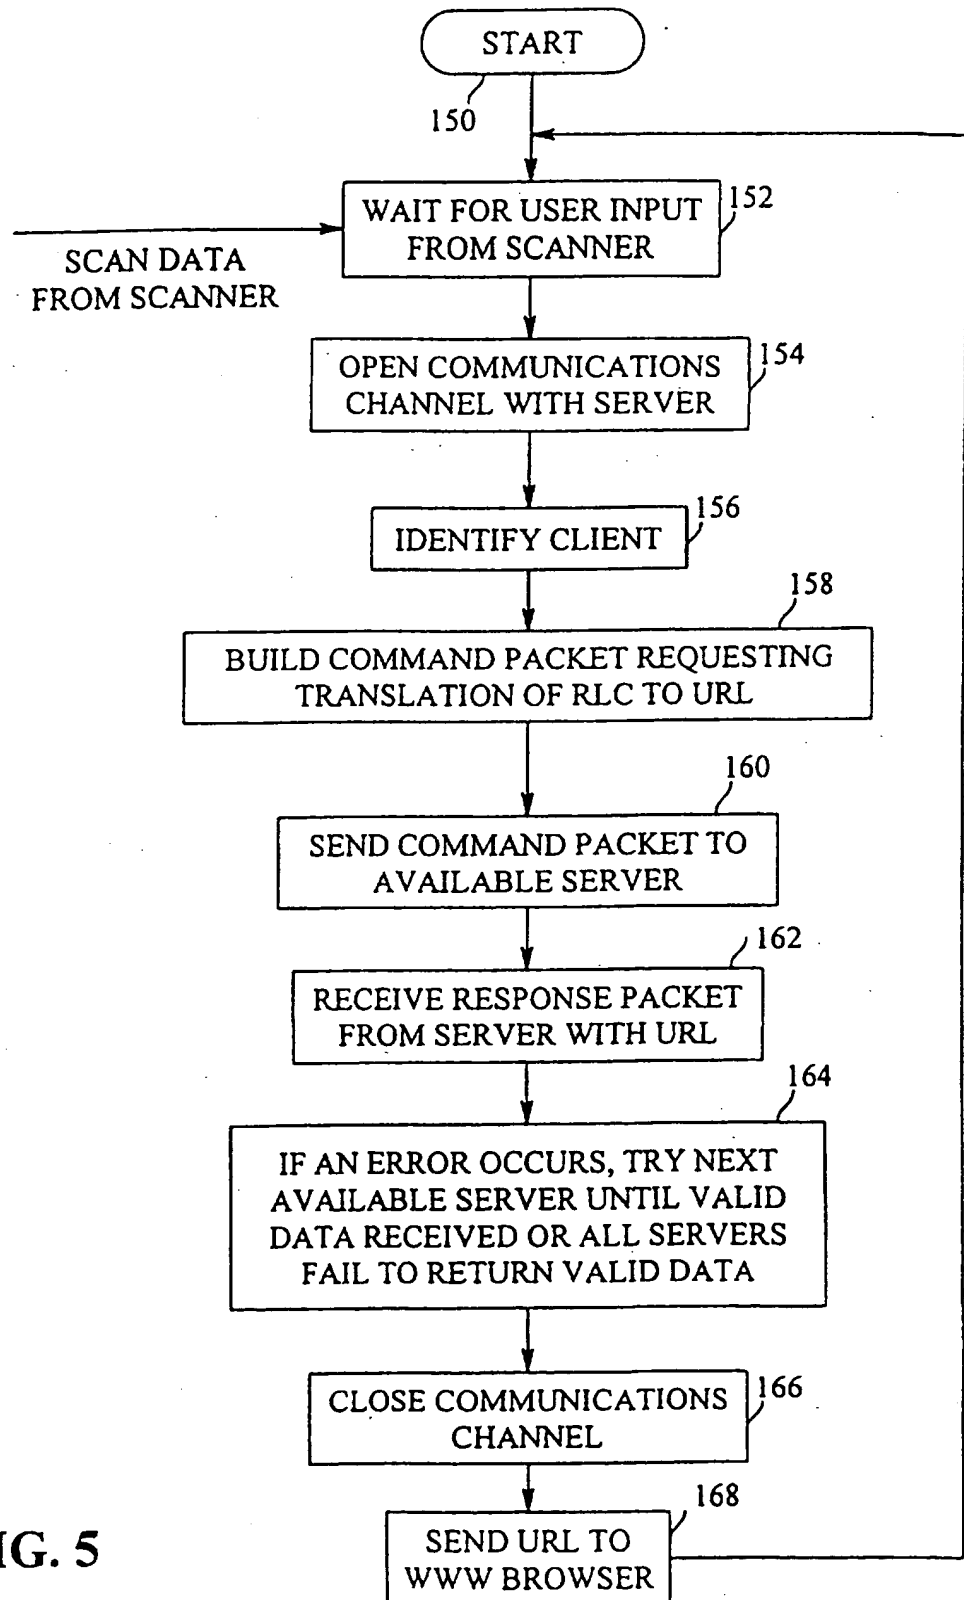 START
150
WAIT FOR USER INPUT
FROM SCANNER
152
SCAN DATA
FROM SCANNER
OPEN COMMUNICATIONS
CHANNEL WITH SERVER
154
IDENTIFY CLIENT
156
158
BUILD COMMAND PACKET REQUESTING
TRANSLATION OF RLC TO URL
160
SEND COMMAND PACKET TO
AVAILABLE SERVER
162
RECEIVE RESPONSE PACKET
FROM SERVER WITH URL
164
IF AN ERROR OCCURS, TRY NEXT
AVAILABLE SERVER UNTIL VALID
DATA RECEIVED OR ALL SERVERS
FAIL TO RETURN VALID DATA
CLOSE COMMUNICATIONS
CHANNEL
166
168
SEND URL TO
WWW BROWSER
IG. 5